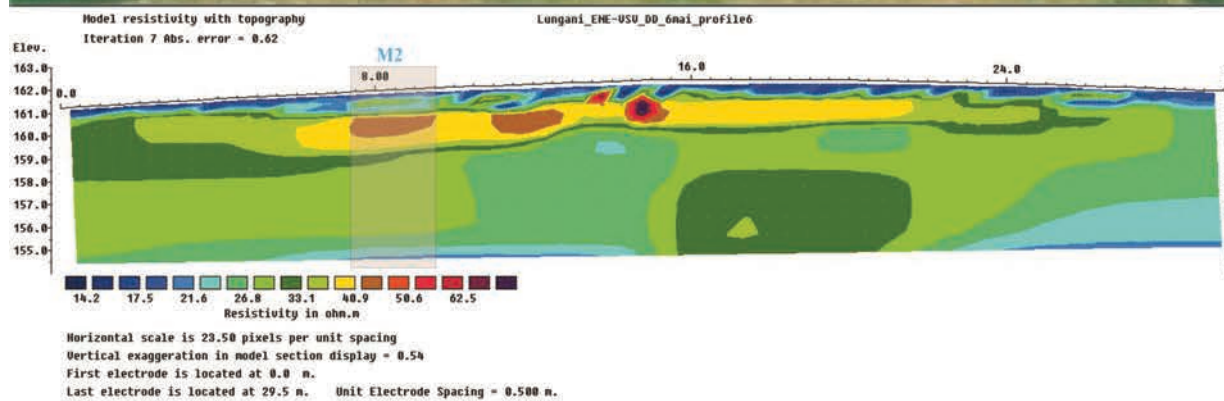 Model resistivity with topography
Lungani_ENE-VSV_DD_6mai_profile6
Iteration 7 Abs. error = 0.62
Elev.
M2
163.0
162.0
161.0
160.0
159.0
158.0
157.0
156.0
155.0
0.0
8.00
16.0
24.0
14.2 17.5 21.6 26.8 33.1 40.9 50.6 62.5
Resistivity in ohm.m
Horizontal scale is 23.50 pixels per unit spacing
Vertical exaggeration in model section display = 0.54
First electrode is located at 0.0 m.
Last electrode is located at 29.5 m. Unit Electrode Spacing = 0.500 m.